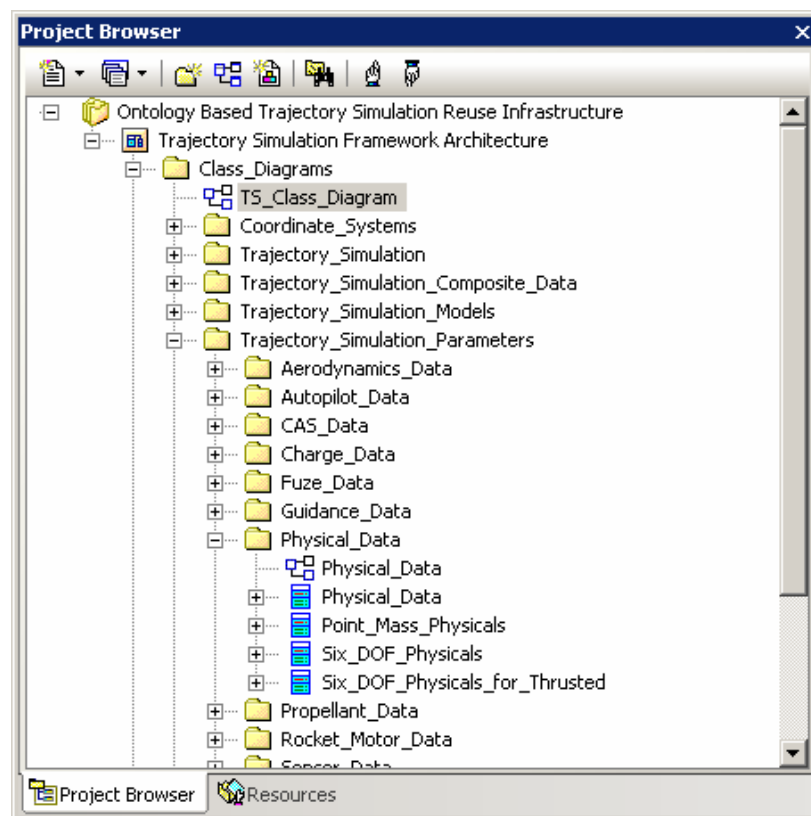 Project Browser
Ontology Based Trajectory Simulation Reuse Infrastructure
Trajectory Simulation Framework Architecture
Class_Diagrams
TS_Class_Diagram
Coordinate_Systems
Trajectory_Simulation
Trajectory_Simulation_Composite_Data
Trajectory_Simulation_Models
Trajectory_Simulation_Parameters
Aerodynamics_Data
Autopilot_Data
CAS_Data
Charge_Data
Fuze_Data
Guidance_Data
Physical_Data
Physical_Data
Physical_Data
Point_Mass_Physicals
Six_DOF_Physicals
Six_DOF_Physicals_for_Thrusted
Propellant_Data
Rocket_Motor_Data
Sensor_Data
Project Browser Resources